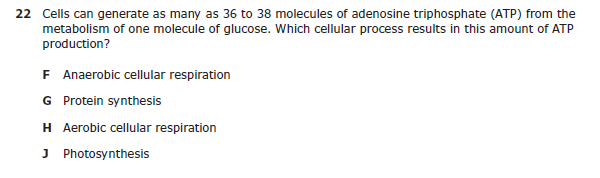 22 Cells can generate as many as 36 to 38 molecules of adenosine triphosphate (ATP) from the
metabolism of one molecule of glucose. Which cellular process results in this amount of ATP
production?
F Anaerobic cellular respiration
G Protein synthesis
H Aerobic cellular respiration
J Photosynthesis